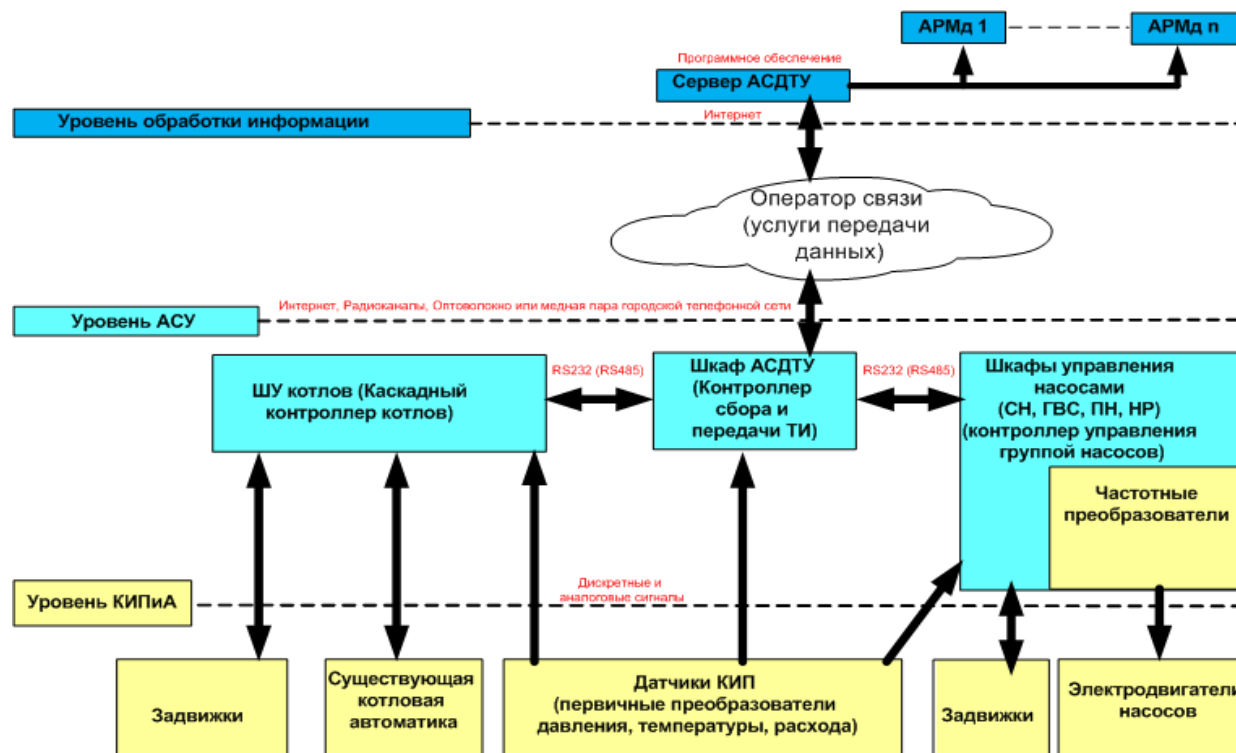 АРМд 1
АРМд n
Программное обеспечение
Сервер АСДТУ
Уровень обработки информации
Интернет
Оператор связи
(услуги передачи
данных)
Интернет, Радиоканалы, Оптоволокно или медная пара городской телефонной сети
Уровень АСУ
ШУ котлов (Каскадный
контроллер котлов)
RS232 (RS485)
Шкаф АСДТУ
(Контроллер
сбора и
передачи ТИ)
RS232 (RS485)
Шкафы управления
насосами
(СН, ГВС, ПН, НР)
(контроллер управления
группой насосов)
Частотные
преобразователи
Уровень КИПиА
Дискретные и
аналоговые сигналы
Задвижки
Существующая
котловая
автоматика
Датчики КИП
(первичные преобразователи
давления, температуры, расхода)
Задвижки
Электродвигатели
насосов